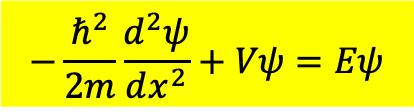 −ħ²/2m d²ψ/dx² + Vψ = Eψ